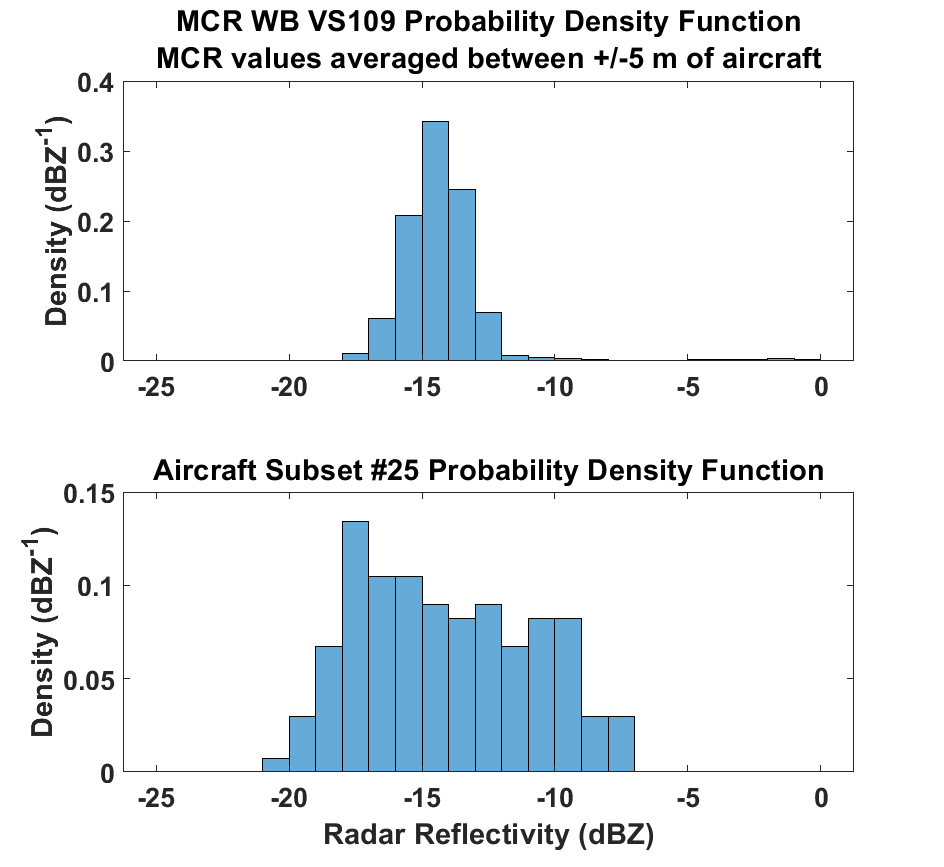 MCR WB VS109 Probability Density Function
MCR values averaged between +/-5 m of aircraft
Density (dBZ⁻¹)
0.4
0.3
0.2
0.1
0
-25 -20 -15 -10 -5 0
Aircraft Subset #25 Probability Density Function
Density (dBZ⁻¹)
0.15
0.1
0.05
0
-25 -20 -15 -10 -5 0
Radar Reflectivity (dBZ)